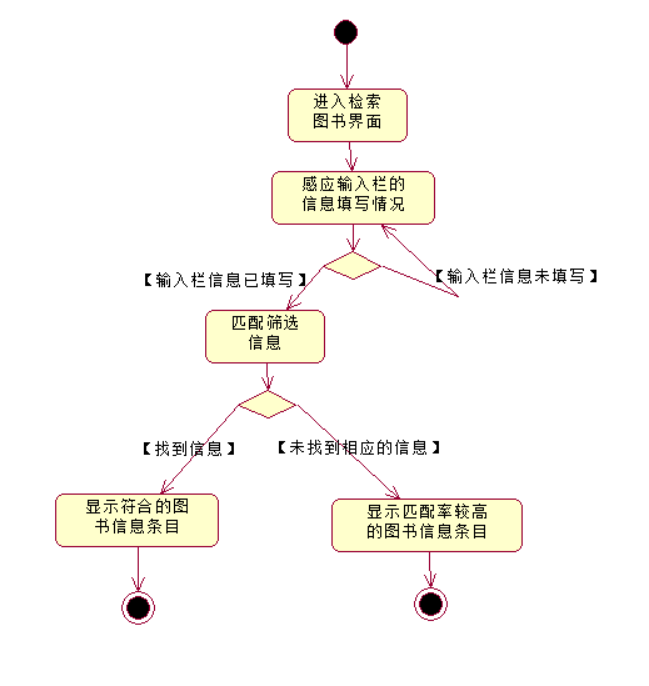 进入检索
图书界面
感应输入栏的
信息填写情况
【输入栏信息已填写】
【输入栏信息未填写】
匹配筛选
信息
【找到信息】
【未找到相应的信息】
显示符合的图
书信息条目
显示匹配率较高
的图书信息条目